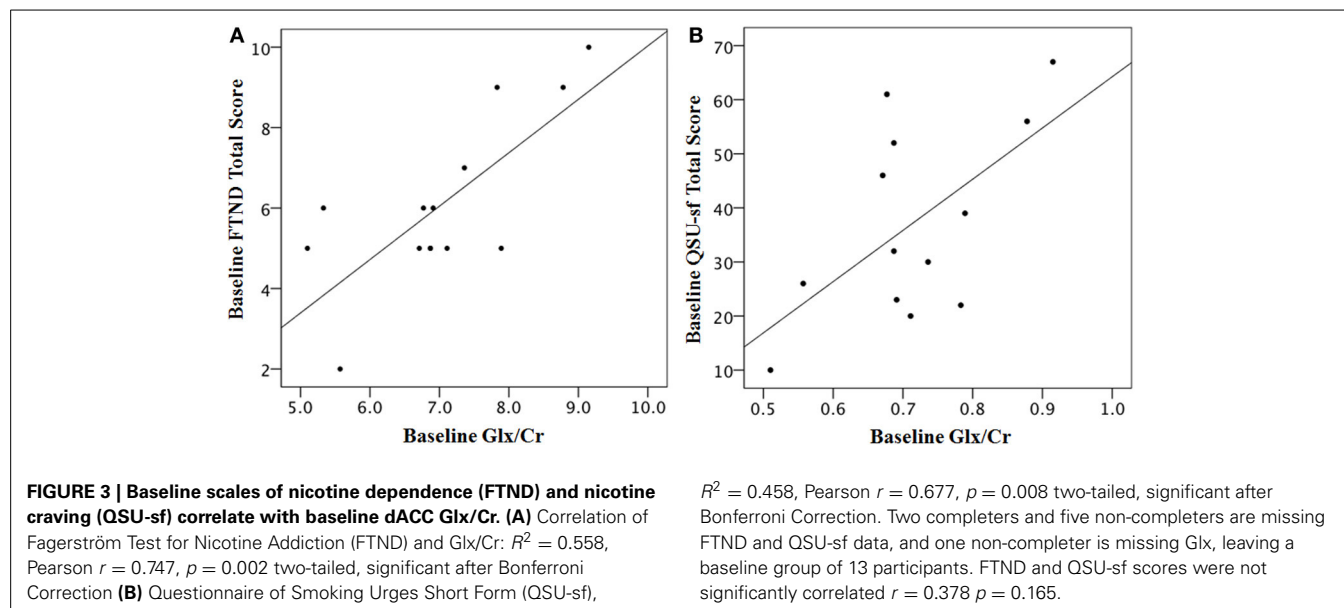 A
Baseline FTND Total Score
10
8
6
4
2
5.0 6.0 7.0 8.0 9.0 10.0
Baseline Glx/Cr
B
Baseline QSU-sf Total Score
70
60
50
40
30
20
10
0.5 0.6 0.7 0.8 0.9 1.0
Baseline Glx/Cr
FIGURE 3 | Baseline scales of nicotine dependence (FTND) and nicotine
craving (QSU-sf) correlate with baseline dACC Glx/Cr. (A) Correlation of
Fagerström Test for Nicotine Addiction (FTND) and Glx/Cr: R² = 0.558,
Pearson r = 0.747, p = 0.002 two-tailed, significant after Bonferroni
Correction (B) Questionnaire of Smoking Urges Short Form (QSU-sf),
R² = 0.458, Pearson r = 0.677, p = 0.008 two-tailed, significant after
Bonferroni Correction. Two completers and five non-completers are missing
FTND and QSU-sf data, and one non-completer is missing Glx, leaving a
baseline group of 13 participants. FTND and QSU-sf scores were not
significantly correlated r = 0.378 p = 0.165.